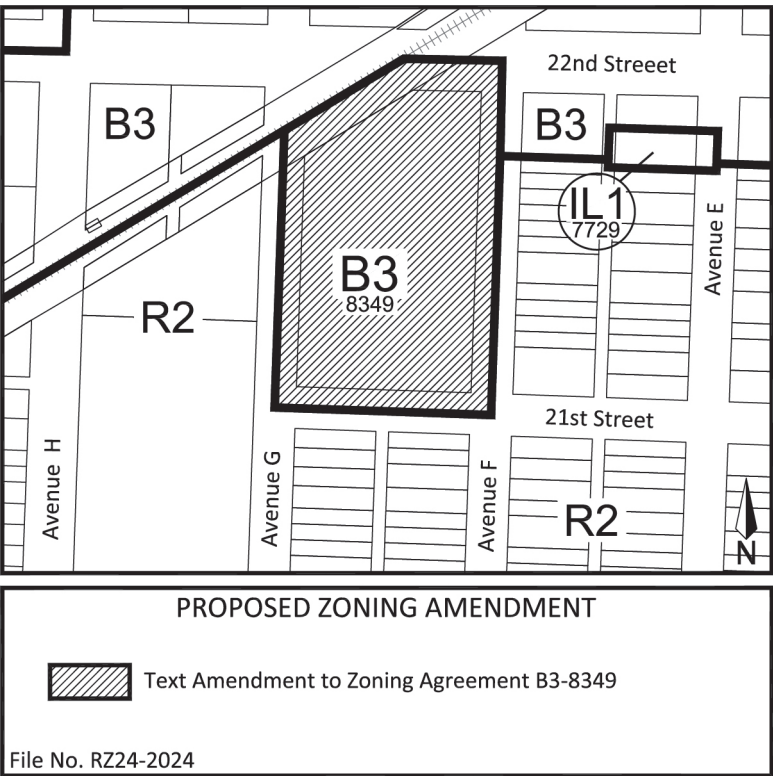 22nd Streeet
B3
B3
IL1
7729
Avenue E
B3
8349
R2
21st Street
Avenue H
Avenue G
Avenue F
R2
N
PROPOSED ZONING AMENDMENT
Text Amendment to Zoning Agreement B3-8349
File No. RZ24-2024